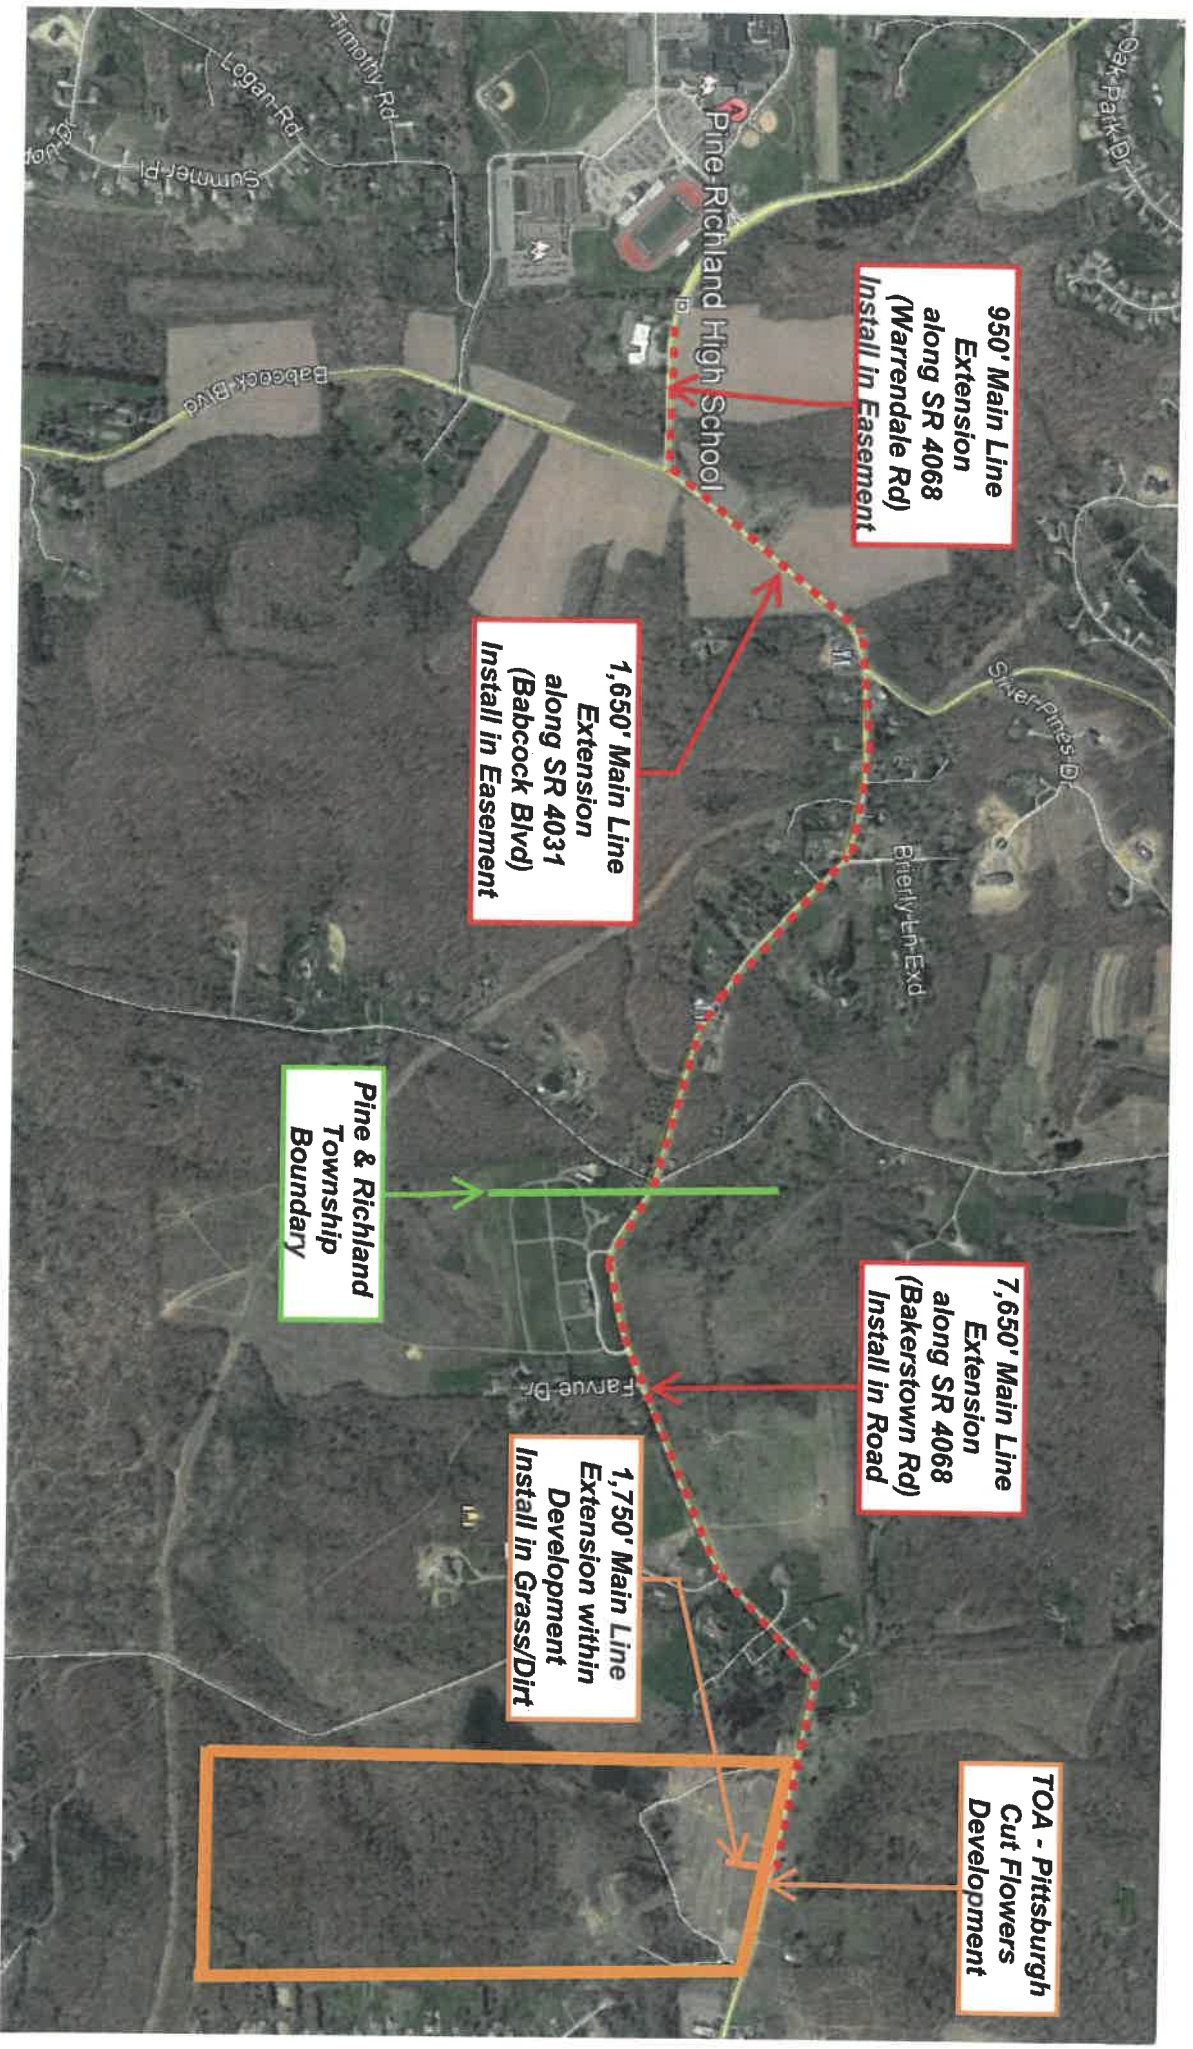 950' Main Line
Extension
along SR 4068
(Warrendale Rd)
Install in Easement
7,650' Main Line
Extension
along SR 4068
(Bakerstown Rd)
Install in Road
TOA - Pittsburgh
Cut Flowers
Development
1,650' Main Line
Extension
along SR 4031
(Babcock Blvd)
Install in Easement
Pine & Richland
Township
Boundary
1,750' Main Line
Extension within
Development
Install in Grass/Dirt
Oak Park Dr
Pine-Richland High School
Silver Pines Dr
Brierly Ln Exd
Timothy Rd
Logan Rd
Summer Pl
Babcock Blvd
Farvue Dr